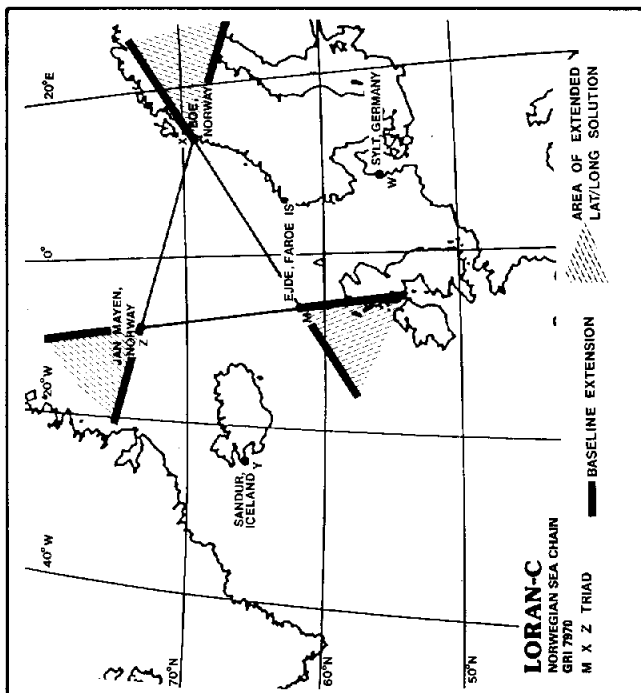 20°E
0°
20°W
40°W
70°N
60°N
50°N
X BOE,
NORWAY
JAN MAYEN,
NORWAY
Z
EJDE, FAROE IS
M
SYLT, GERMANY
W
SANDUR,
ICELAND Y
LORAN-C
NORWEGIAN SEA CHAIN
GRI 7970
M X Z TRIAD
BASELINE EXTENSION
AREA OF EXTENDED
LAT/LONG SOLUTION